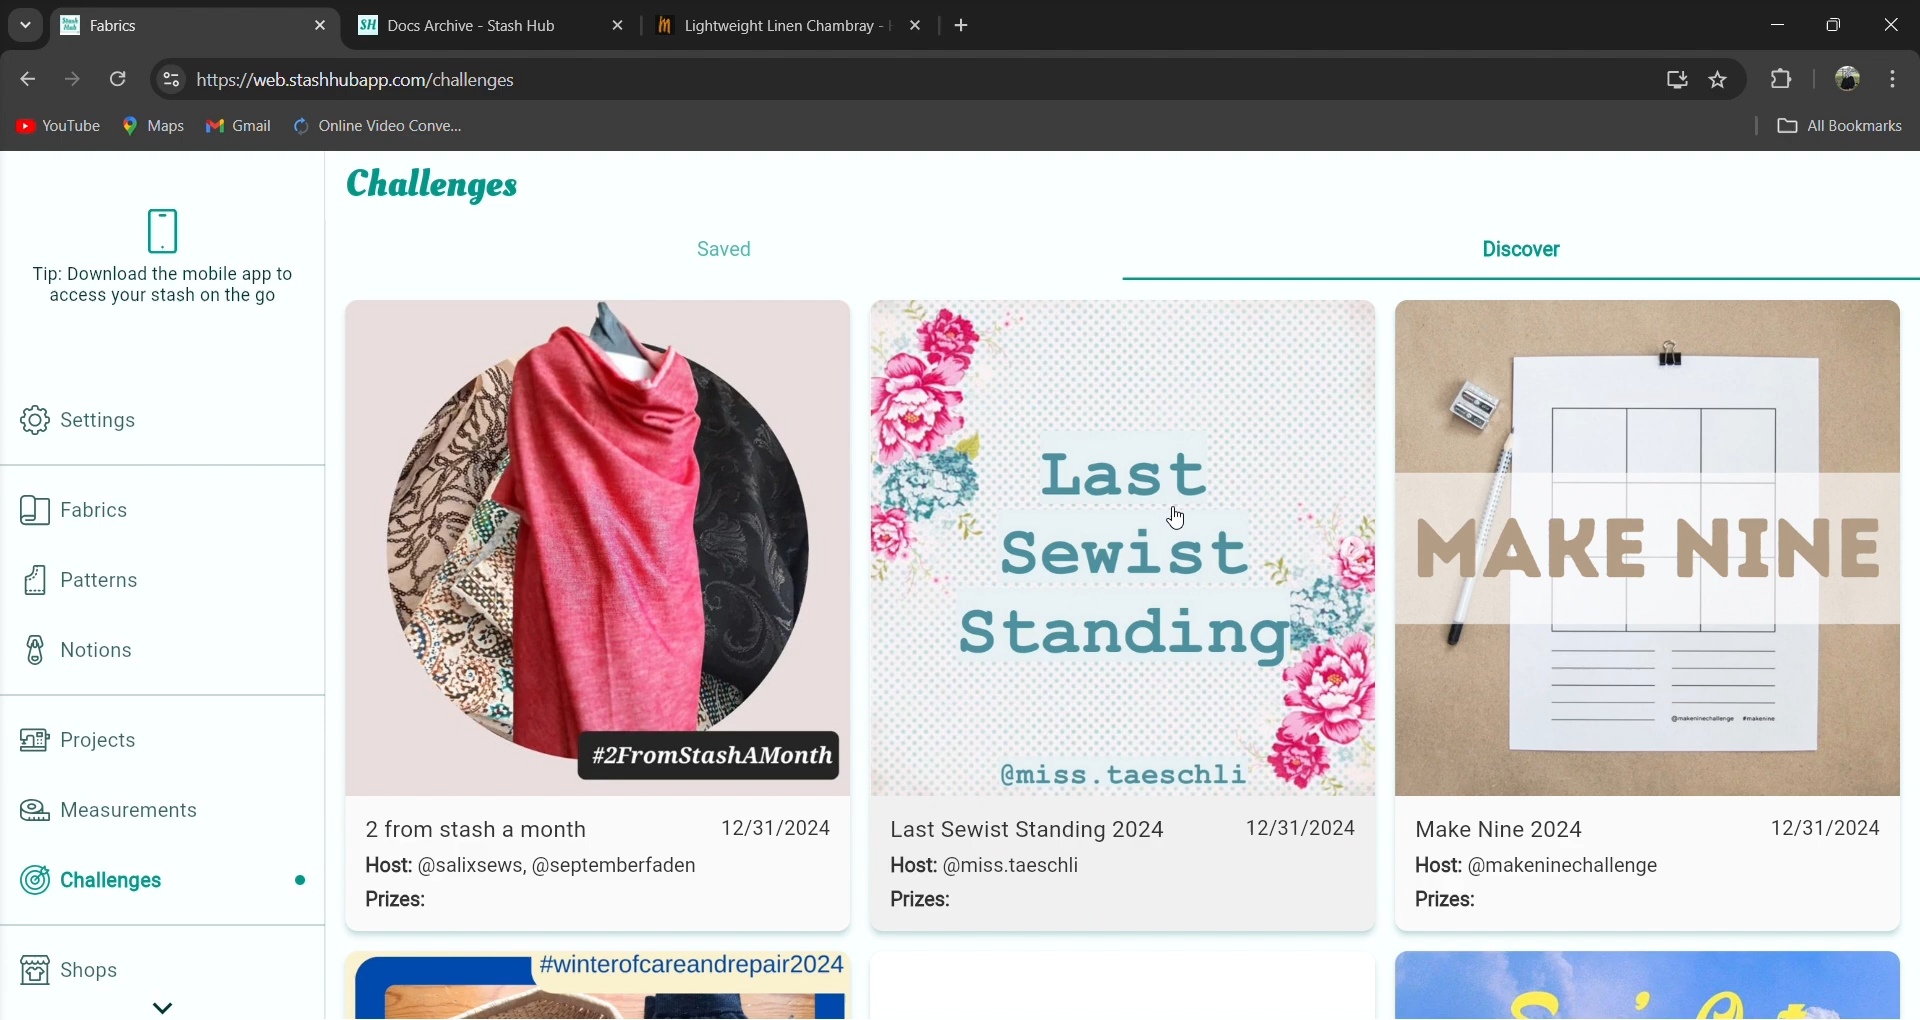 Fabrics
Docs Archive - Stash Hub
Lightweight Linen Chambray -
https://web.stashhubapp.com/challenges
YouTube
Maps
Gmail
Online Video Conve...
All Bookmarks
Tip: Download the mobile app to
access your stash on the go
Settings
Fabrics
Patterns
Notions
Projects
Measurements
Challenges
Shops
Challenges
Saved
Discover
#2FromStashAMonth
2 from stash a month
12/31/2024
Host: @salixsews, @septemberfaden
Prizes:
Last
Sewist
Standing
@miss.taeschli
Last Sewist Standing 2024
12/31/2024
Host: @miss.taeschli
Prizes:
MAKE NINE
@makeninechallenge #makenine
Make Nine 2024
12/31/2024
Host: @makeninechallenge
Prizes:
#winterofcareandrepair2024